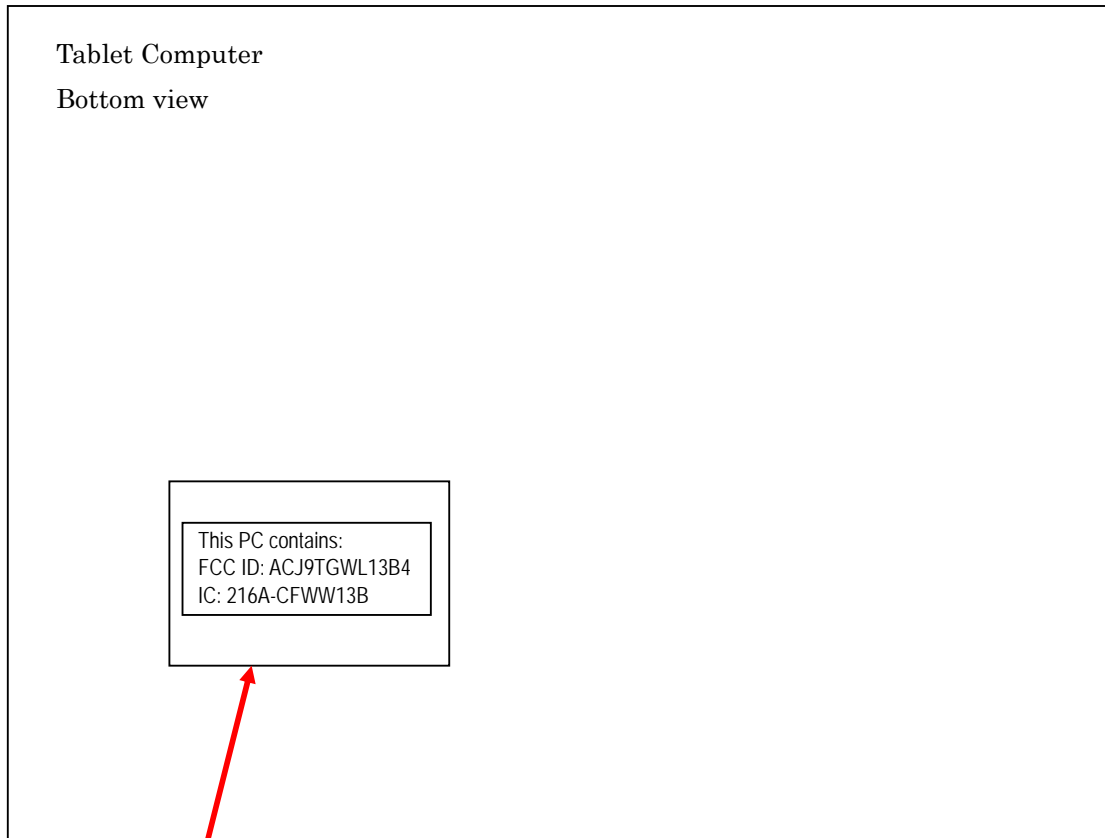 Tablet Computer
Bottom view
This PC contains:
FCC ID: ACJ9TGWL13B4
IC: 216A-CFWW13B